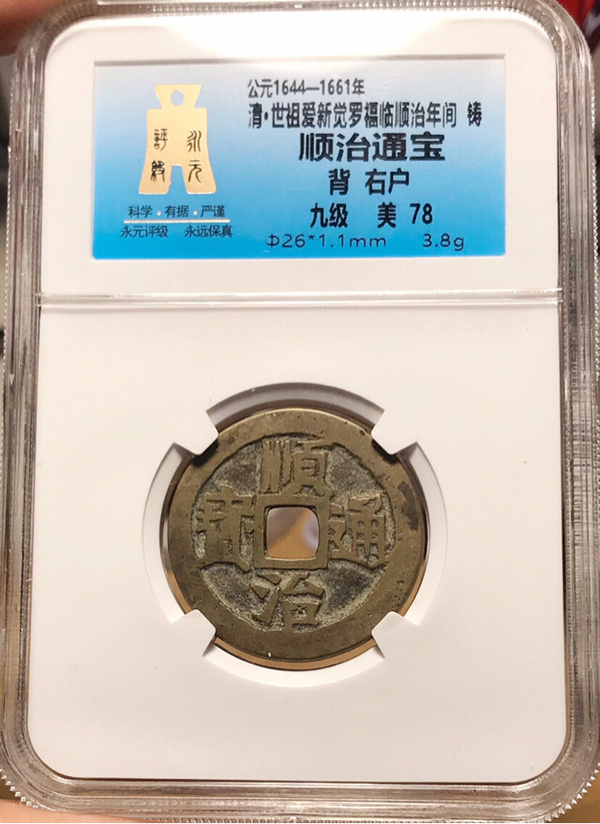 公元1644—1661年
清·世祖爱新觉罗福临顺治年间 铸
顺治通宝
背 右户
九级 美 78
Φ26*1.1mm 3.8g
永元
評級
科学·有据·严谨
永元评级 永远保真
順治通寳